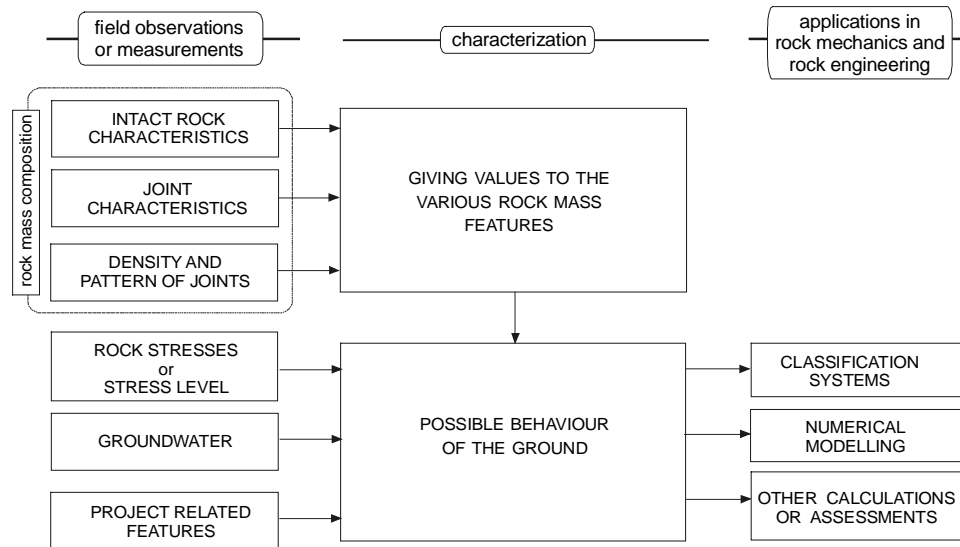 field observations
or measurements
characterization
applications in
rock mechanics and
rock engineering
rock mass composition
INTACT ROCK
CHARACTERISTICS
JOINT
CHARACTERISTICS
DENSITY AND
PATTERN OF JOINTS
GIVING VALUES TO THE
VARIOUS ROCK MASS
FEATURES
ROCK STRESSES
or
STRESS LEVEL
GROUNDWATER
PROJECT RELATED
FEATURES
POSSIBLE BEHAVIOUR
OF THE GROUND
CLASSIFICATION
SYSTEMS
NUMERICAL
MODELLING
OTHER CALCULATIONS
OR ASSESSMENTS